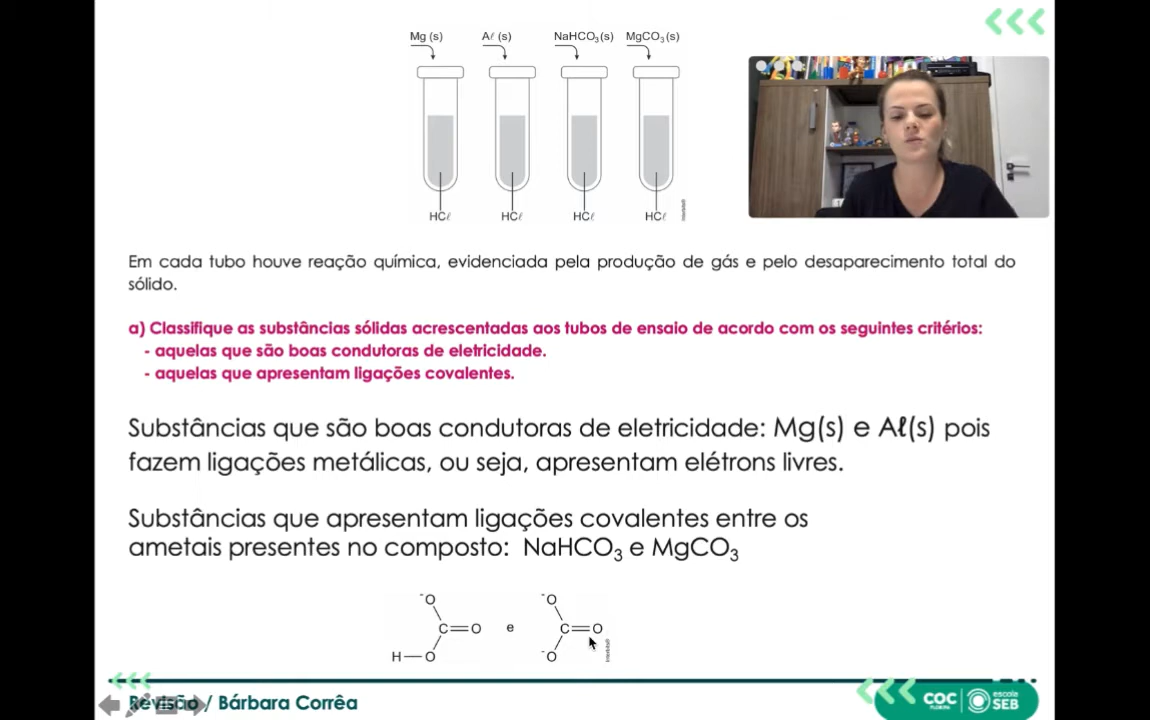 Mg (s) Aℓ (s) NaHCO₃(s) MgCO₃(s)
HCℓ HCℓ HCℓ HCℓ
Em cada tubo houve reação química, evidenciada pela produção de gás e pelo desaparecimento total do
sólido.
a) Classifique as substâncias sólidas acrescentadas aos tubos de ensaio de acordo com os seguintes critérios:
- aquelas que são boas condutoras de eletricidade.
- aquelas que apresentam ligações covalentes.
Substâncias que são boas condutoras de eletricidade: Mg(s) e Aℓ(s) pois
fazem ligações metálicas, ou seja, apresentam elétrons livres.
Substâncias que apresentam ligações covalentes entre os
ametais presentes no composto: NaHCO₃ e MgCO₃
⁻O ⁻O
C=O e C=O
H—O ⁻O
Revisão / Bárbara Corrêa
COC escola
SEB